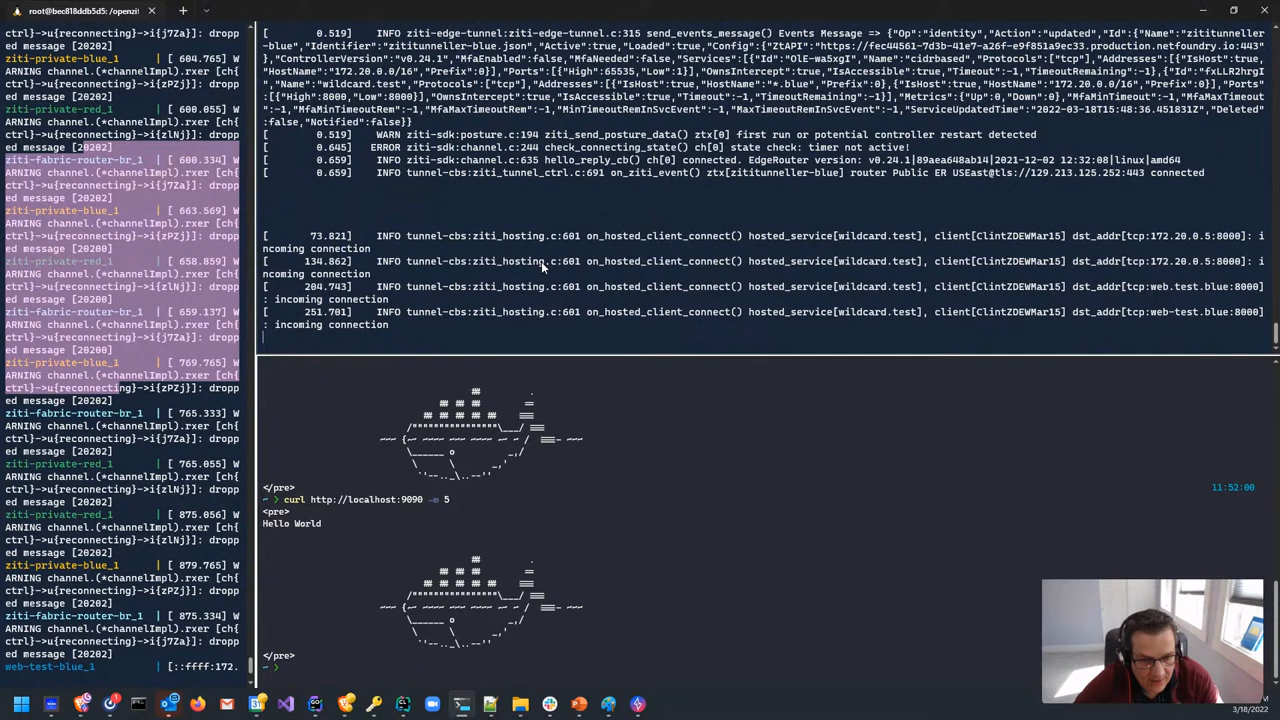 root@bec818ddb5d5: /openzit
ctrl}->u{reconnecting}->i{j7Za}]: dropp
ed message [20202]
ziti-private-blue_1      | [ 604.765] W
ARNING channel.(*channelImpl).rxer [ch{
ctrl}->u{reconnecting}->i{zPZj}]: dropp
ed message [20202]
ziti-private-red_1       | [ 600.055] W
ARNING channel.(*channelImpl).rxer [ch{
ctrl}->u{reconnecting}->i{zlNj}]: dropp
ed message [20202]
ziti-fabric-router-br_1  | [ 600.334] W
ARNING channel.(*channelImpl).rxer [ch{
ctrl}->u{reconnecting}->i{j7Za}]: dropp
ed message [20202]
ziti-private-blue_1      | [ 663.569] W
ARNING channel.(*channelImpl).rxer [ch{
ctrl}->u{reconnecting}->i{zPZj}]: dropp
ed message [20200]
ziti-private-red_1       | [ 658.859] W
ARNING channel.(*channelImpl).rxer [ch{
ctrl}->u{reconnecting}->i{zlNj}]: dropp
ed message [20200]
ziti-fabric-router-br_1  | [ 659.137] W
ARNING channel.(*channelImpl).rxer [ch{
ctrl}->u{reconnecting}->i{j7Za}]: dropp
ed message [20200]
ziti-private-blue_1      | [ 769.765] W
ARNING channel.(*channelImpl).rxer [ch{
ctrl}->u{reconnecting}->i{zPZj}]: dropp
ed message [20202]
ziti-fabric-router-br_1  | [ 765.333] W
ARNING channel.(*channelImpl).rxer [ch{
ctrl}->u{reconnecting}->i{j7Za}]: dropp
ed message [20202]
ziti-private-red_1       | [ 765.055] W
ARNING channel.(*channelImpl).rxer [ch{
ctrl}->u{reconnecting}->i{zlNj}]: dropp
ed message [20202]
ziti-private-red_1       | [ 875.056] W
ARNING channel.(*channelImpl).rxer [ch{
ctrl}->u{reconnecting}->i{zlNj}]: dropp
ed message [20202]
ziti-private-blue_1      | [ 879.765] W
ARNING channel.(*channelImpl).rxer [ch{
ctrl}->u{reconnecting}->i{zPZj}]: dropp
ed message [20202]
ziti-fabric-router-br_1  | [ 875.334] W
ARNING channel.(*channelImpl).rxer [ch{
ctrl}->u{reconnecting}->i{j7Za}]: dropp
ed message [20202]
web-test-blue_1          | [::ffff:172.
[        0.519]    INFO ziti-edge-tunnel:ziti-edge-tunnel.c:315 send_events_message() Events Message => {"Op":"identity","Action":"updated","Id":{"Name":"zititunneller
-blue","Identifier":"zititunneller-blue.json","Active":true,"Loaded":true,"Config":{"ZtAPI":"https://fec44561-7d3b-41e7-a26f-e9f851a9ec33.production.netfoundry.io:443"
},"ControllerVersion":"v0.24.1","MfaEnabled":false,"MfaNeeded":false,"Services":[{"Id":"OlE-wa5xgI","Name":"cidrbased","Protocols":["tcp"],"Addresses":[{"IsHost":true,
"HostName":"172.20.0.0/16","Prefix":0}],"Ports":[{"High":65535,"Low":1}],"OwnsIntercept":true,"IsAccessible":true,"Timeout":-1,"TimeoutRemaining":-1},{"Id":"fxLLR2hrgI
","Name":"wildcard.test","Protocols":["tcp"],"Addresses":[{"IsHost":true,"HostName":"*.blue","Prefix":0},{"IsHost":true,"HostName":"172.20.0.0/16","Prefix":0}],"Ports"
:[{"High":8000,"Low":8000}],"OwnsIntercept":true,"IsAccessible":true,"Timeout":-1,"TimeoutRemaining":-1}],"Metrics":{"Up":0,"Down":0},"MfaMinTimeout":-1,"MfaMaxTimeout
":-1,"MfaMinTimeoutRem":-1,"MfaMaxTimeoutRem":-1,"MinTimeoutRemInSvcEvent":-1,"MaxTimeoutRemInSvcEvent":-1,"ServiceUpdatedTime":"2022-03-18T15:48:36.451831Z","Deleted"
:false,"Notified":false}}
[        0.519]    WARN ziti-sdk:posture.c:194 ziti_send_posture_data() ztx[0] first run or potential controller restart detected
[        0.645]   ERROR ziti-sdk:channel.c:644 check_connecting_state() ch[0] state check: timer not active!
[        0.659]    INFO ziti-sdk:channel.c:635 hello_reply_cb() ch[0] connected. EdgeRouter version: v0.24.1|89aea648ab14|2021-12-02 12:32:08|linux|amd64
[        0.659]    INFO tunnel-cbs:ziti_tunnel_ctrl.c:691 on_ziti_event() ztx[zititunneller-blue] router Public ER USEast@tls://129.213.125.252:443 connected
[       73.821]    INFO tunnel-cbs:ziti_hosting.c:601 on_hosted_client_connect() hosted_service[wildcard.test], client[ClintZDEWMar15] dst_addr[tcp:172.20.0.5:8000]: i
ncoming connection
[      134.862]    INFO tunnel-cbs:ziti_hosting.c:601 on_hosted_client_connect() hosted_service[wildcard.test], client[ClintZDEWMar15] dst_addr[tcp:172.20.0.5:8000]: i
ncoming connection
[      204.743]    INFO tunnel-cbs:ziti_hosting.c:601 on_hosted_client_connect() hosted_service[wildcard.test], client[ClintZDEWMar15] dst_addr[tcp:web-test.blue:8000]
: incoming connection
[      251.701]    INFO tunnel-cbs:ziti_hosting.c:601 on_hosted_client_connect() hosted_service[wildcard.test], client[ClintZDEWMar15] dst_addr[tcp:web-test.blue:8000]
: incoming connection
</pre>
11:52:00
~ ❯ curl http://localhost:9090 -m 5
<pre>
Hello World
</pre>
~ ❯
3/18/2022